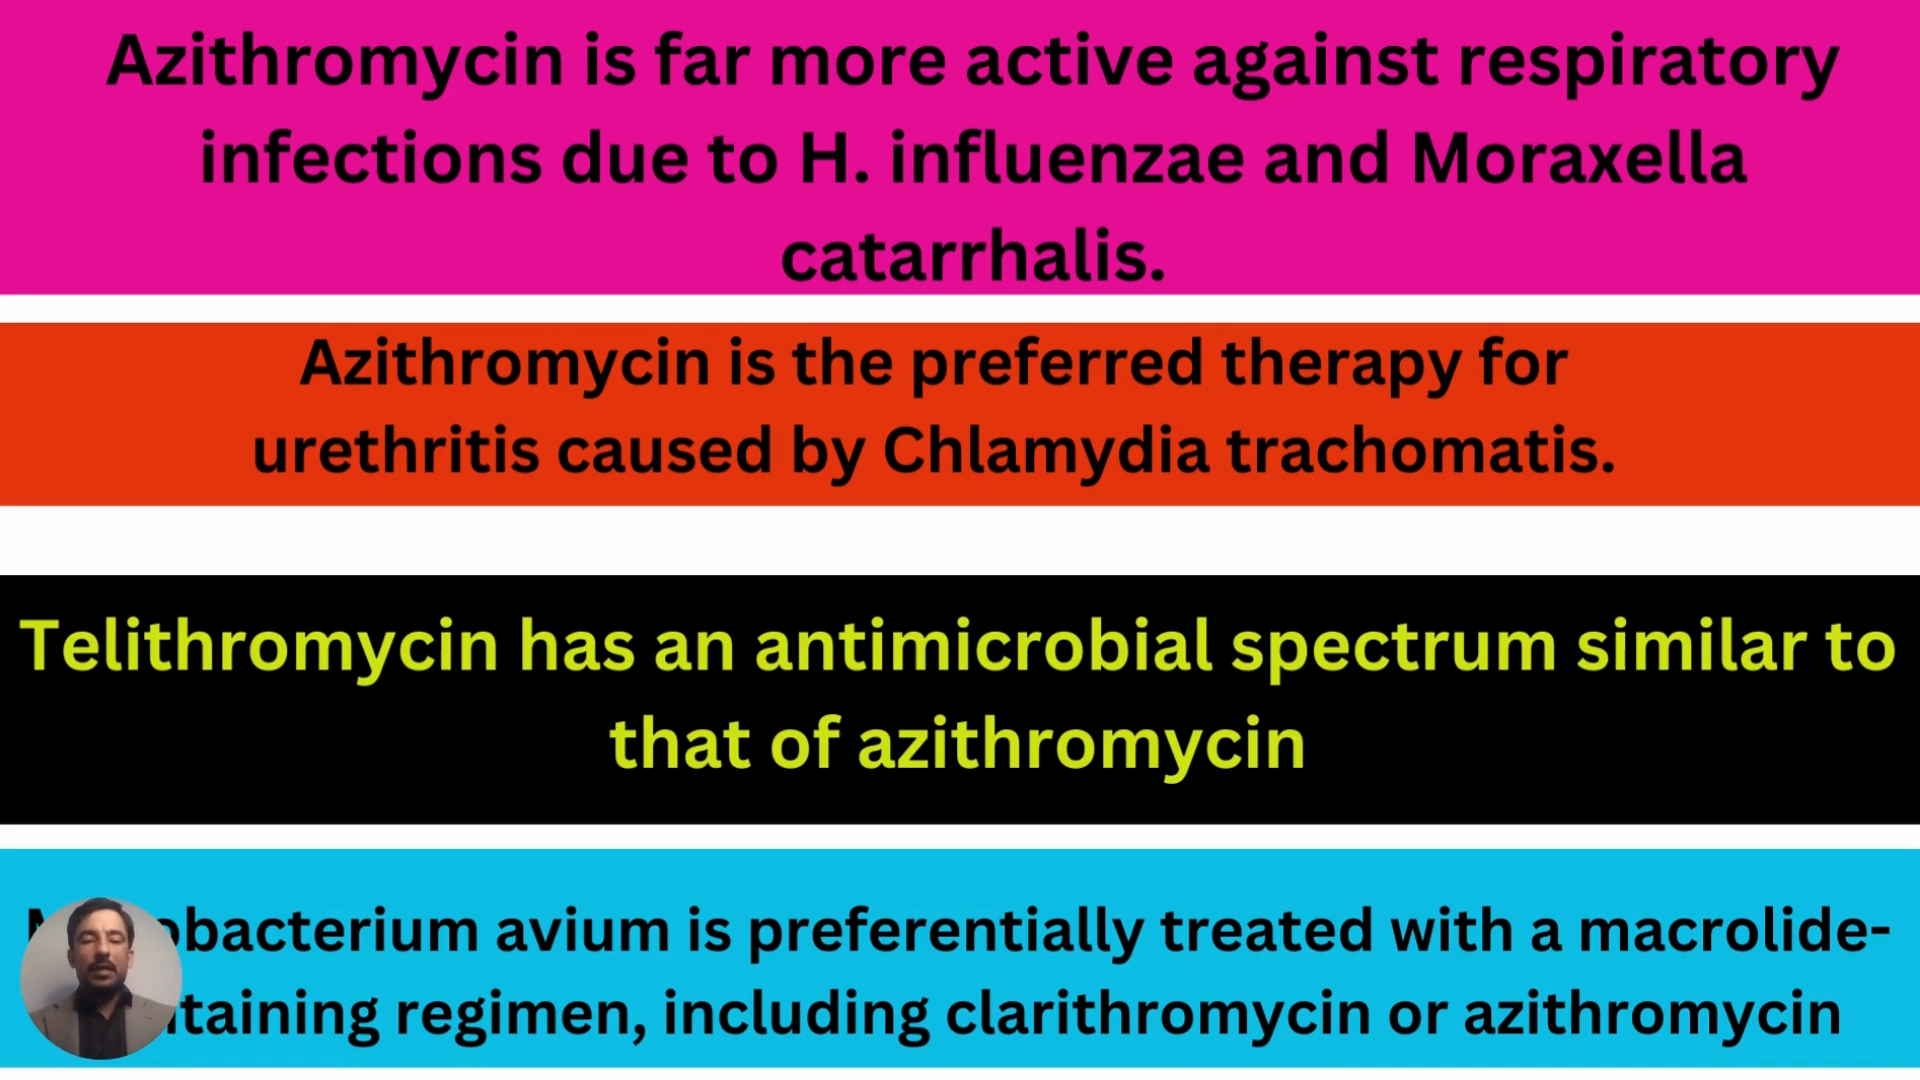 Azithromycin is far more active against respiratory
infections due to H. influenzae and Moraxella
catarrhalis.
Azithromycin is the preferred therapy for
urethritis caused by Chlamydia trachomatis.
Telithromycin has an antimicrobial spectrum similar to
that of azithromycin
avium is preferentially treated with a macrolide-
regimen, including clarithromycin or azithromycin